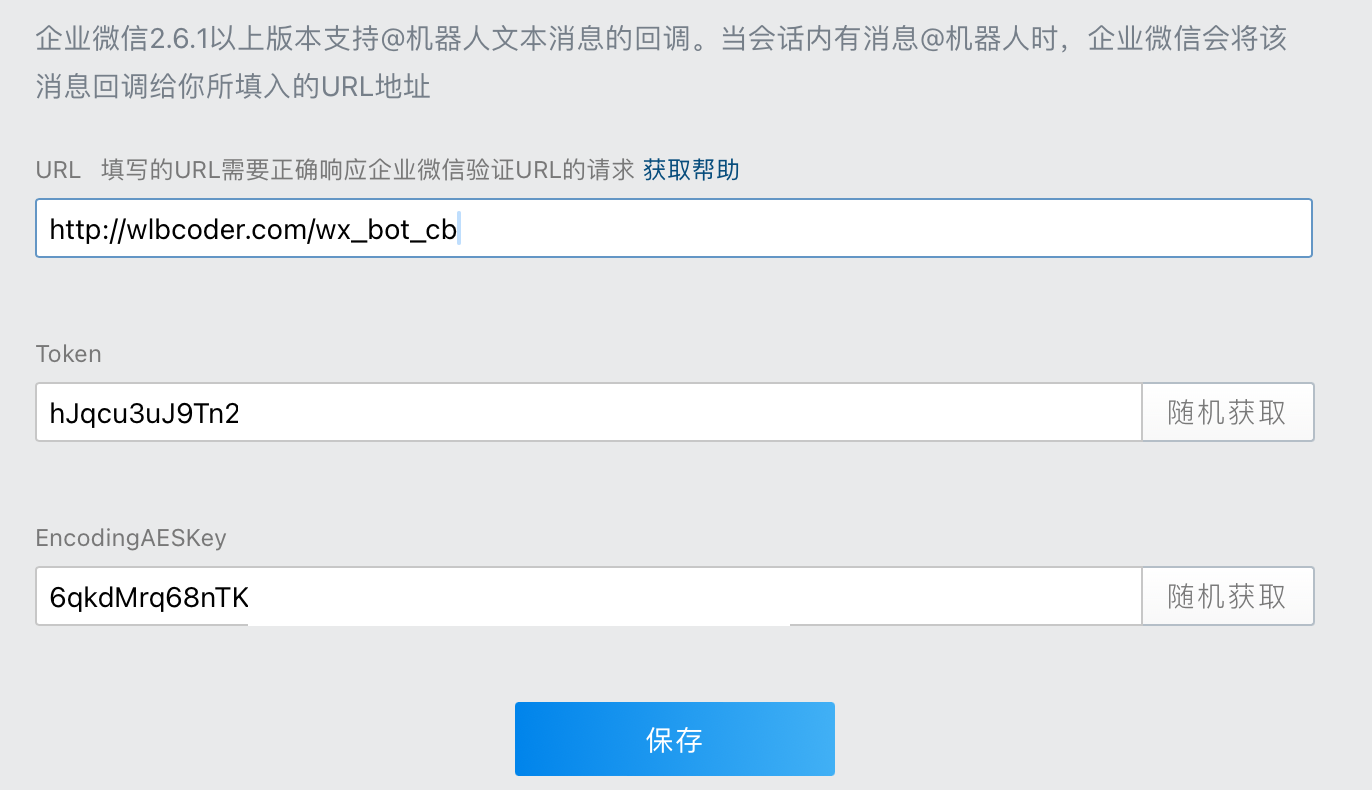 企业微信2.6.1以上版本支持@机器人文本消息的回调。当会话内有消息@机器人时，企业微信会将该
消息回调给你所填入的URL地址
URL 填写的URL需要正确响应企业微信验证URL的请求 获取帮助
http://wlbcoder.com/wx_bot_cb
Token
hJqcu3uJ9Tn2
随机获取
EncodingAESKey
6qkdMrq68nTK
随机获取
保存